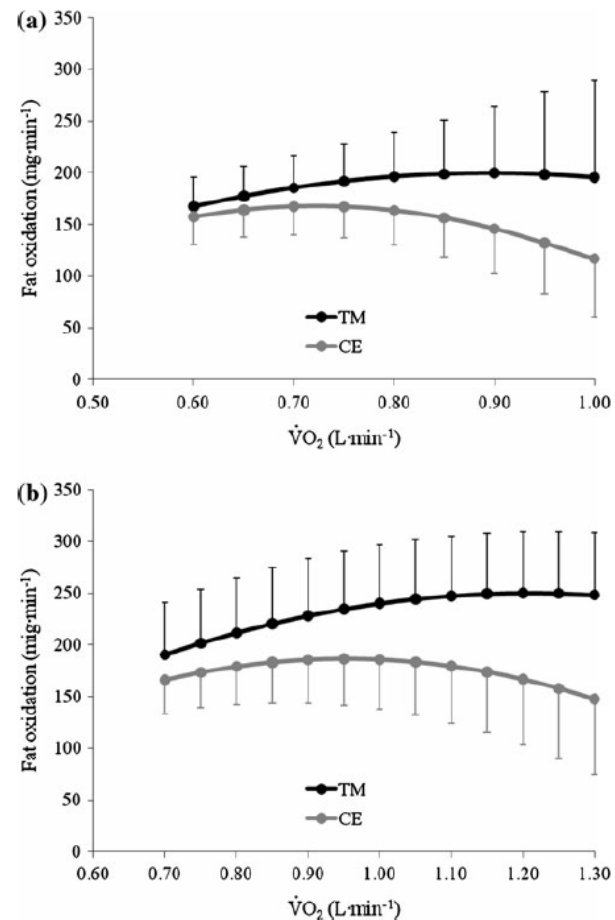 (a)
350
300
250
200
150
100
50
0
Fat oxidation (mg·min⁻¹)
TM
CE
0.50 0.60 0.70 0.80 0.90 1.00
V̇O₂ (L·min⁻¹)
(b)
350
300
250
200
150
100
50
0
Fat oxidation (mig·min⁻¹)
TM
CE
0.60 0.70 0.80 0.90 1.00 1.10 1.20 1.30
V̇O₂ (L·min⁻¹)